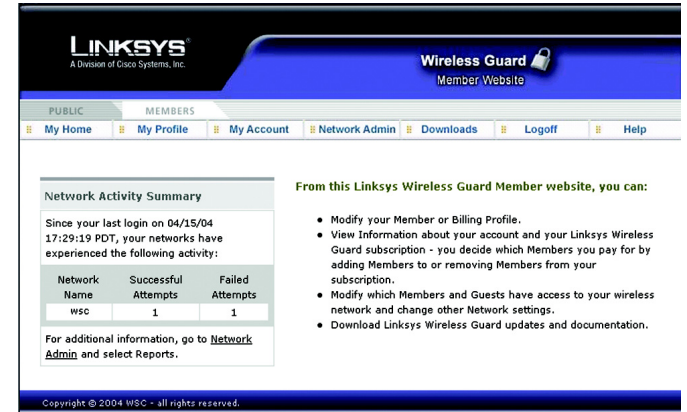 LINKSYS®
A Division of Cisco Systems, Inc.
Wireless Guard
Member Website
PUBLIC MEMBERS
My Home My Profile My Account Network Admin Downloads Logoff Help
Network Activity Summary
Since your last login on 04/15/04
17:29:19 PDT, your networks have
experienced the following activity:
Network Name Successful Attempts Failed Attempts
wsc 1 1
For additional information, go to Network
Admin and select Reports.
From this Linksys Wireless Guard Member website, you can:
• Modify your Member or Billing Profile.
• View Information about your account and your Linksys Wireless
Guard subscription - you decide which Members you pay for by
adding Members to or removing Members from your
subscription.
• Modify which Members and Guests have access to your wireless
network and change other Network settings.
• Download Linksys Wireless Guard updates and documentation.
Copyright © 2004 WSC - all rights reserved.